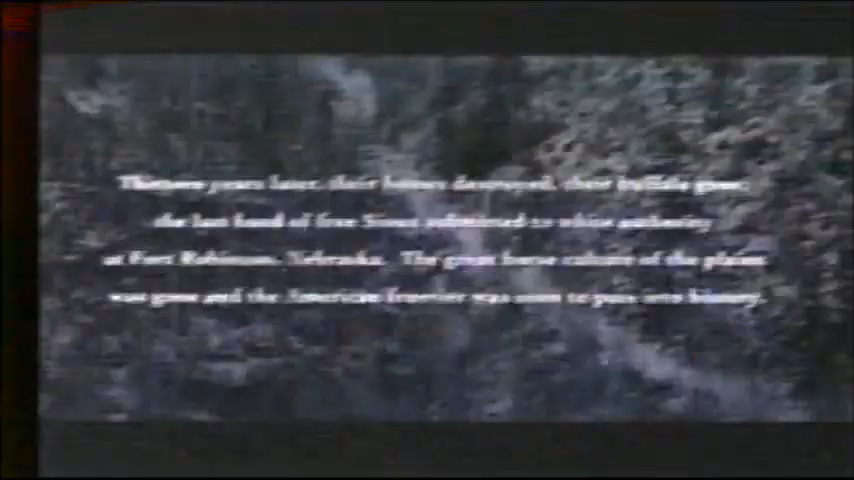 Thirteen years later, their homes destroyed, their buffalo gone,
the last band of free Sioux submitted to white authority
at Fort Robinson, Nebraska. The great horse culture of the plains
was gone and the American frontier was soon to pass into history.